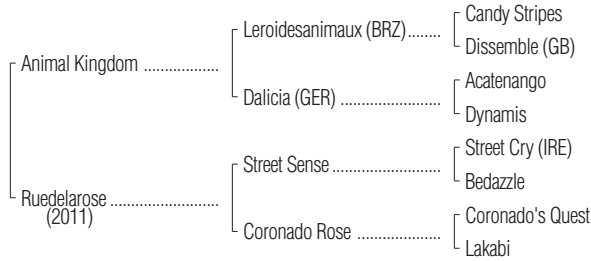 Candy Stripes
Leroidesanimaux (BRZ)........
Dissemble (GB)
Animal Kingdom ...................
Acatenango
Dalicia (GER) .........................
Dynamis
Street Cry (IRE)
Street Sense ...........................
Bedazzle
Ruedelarose ...........................
(2011)
Coronado's Quest
Coronado Rose .....................
Lakabi